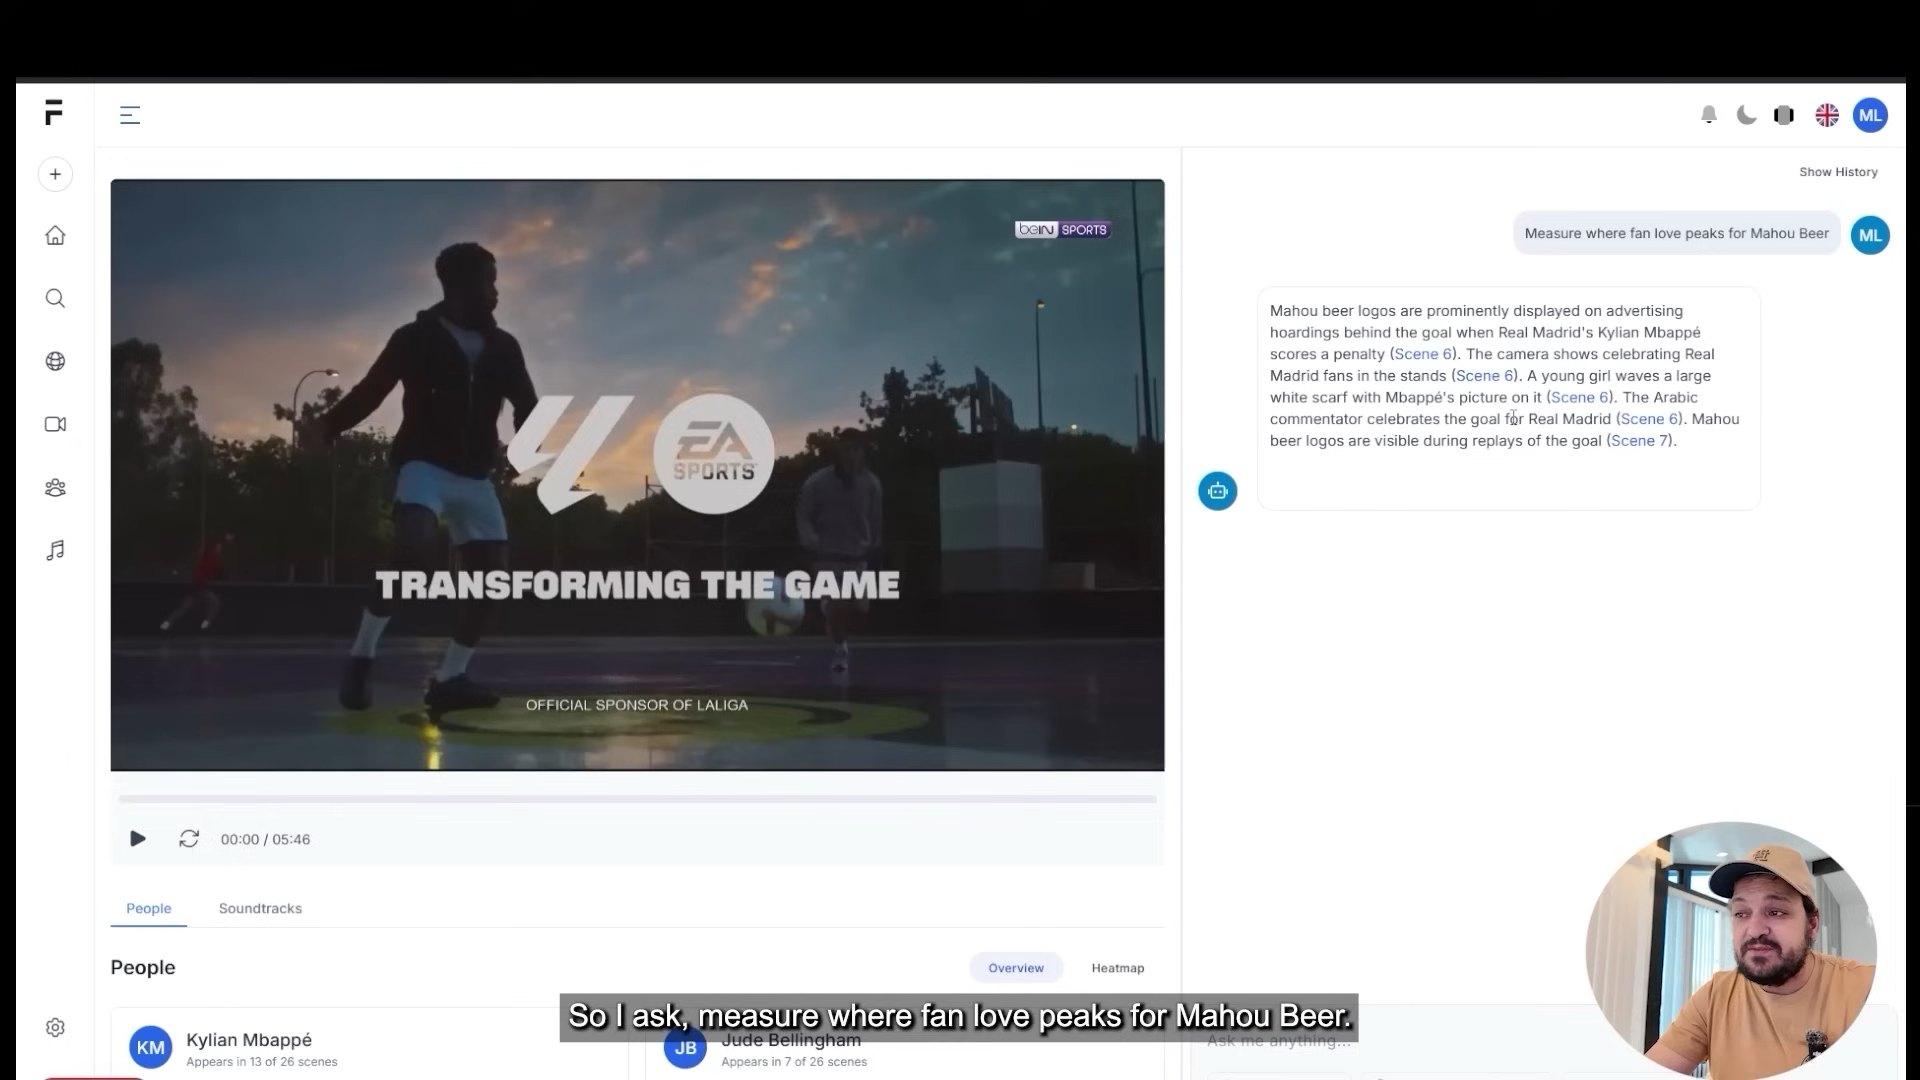 F
ML
Show History
Measure where fan love peaks for Mahou Beer
ML
Mahou beer logos are prominently displayed on advertising
hoardings behind the goal when Real Madrid's Kylian Mbappé
scores a penalty (Scene 6). The camera shows celebrating Real
Madrid fans in the stands (Scene 6). A young girl waves a large
white scarf with Mbappé's picture on it (Scene 6). The Arabic
commentator celebrates the goal for Real Madrid (Scene 6). Mahou
beer logos are visible during replays of the goal (Scene 7).
beIN SPORTS
EA
SPORTS
TRANSFORMING THE GAME
OFFICIAL SPONSOR OF LALIGA
00:00 / 05:46
People
Soundtracks
People
Overview
Heatmap
KM
Kylian Mbappé
Appears in 13 of 26 scenes
JB
Jude Bellingham
Appears in 7 of 26 scenes
So I ask, measure where fan love peaks for Mahou Beer.
Ask me anything...